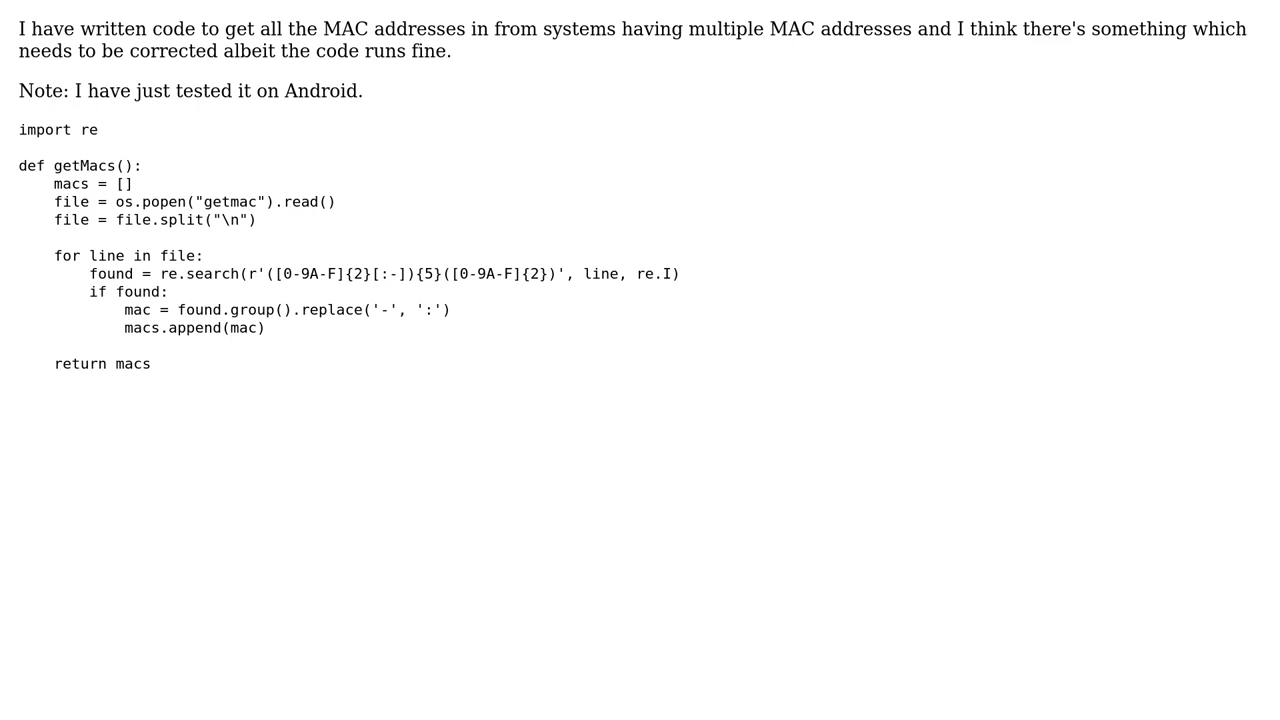 I have written code to get all the MAC addresses in from systems having multiple MAC addresses and I think there's something which
needs to be corrected albeit the code runs fine.
Note: I have just tested it on Android.
import re
def getMacs():
    macs = []
    file = os.popen("getmac").read()
    file = file.split("\n")
    for line in file:
        found = re.search(r'([0-9A-F]{2}[:-]){5}([0-9A-F]{2})', line, re.I)
        if found:
            mac = found.group().replace('-', ':')
            macs.append(mac)
    return macs